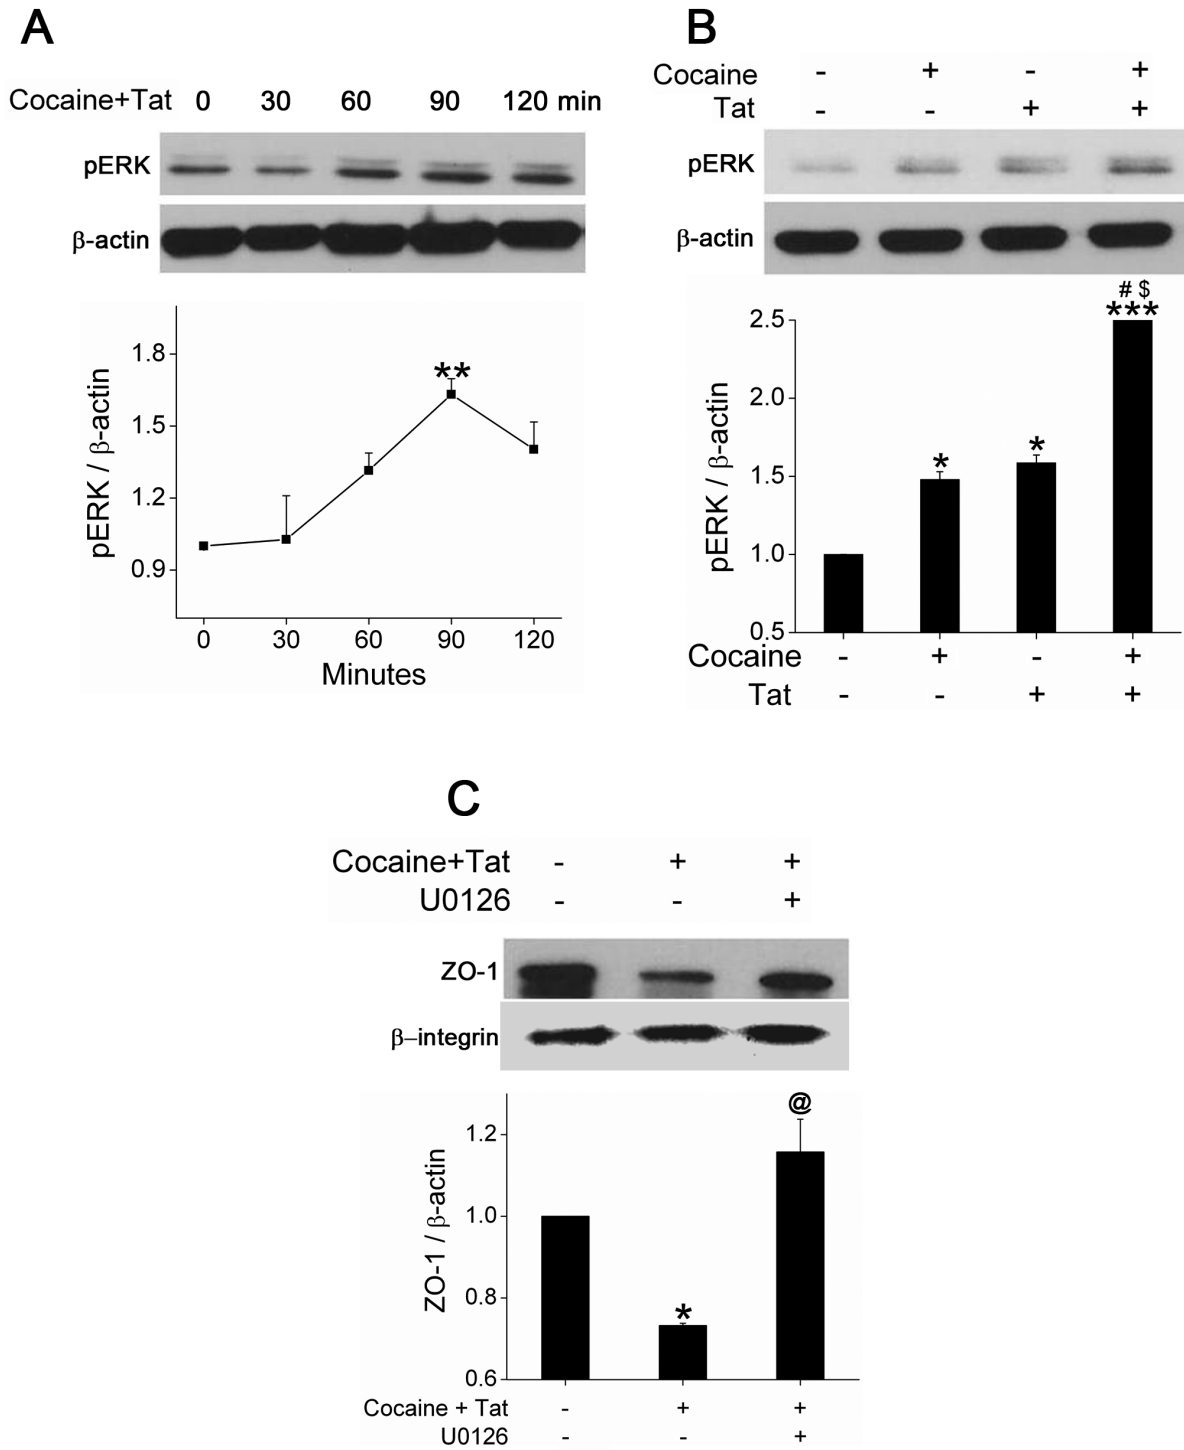 A
Cocaine+Tat 0 30 60 90 120 min
pERK
β-actin
pERK / β-actin
1.8
1.5
1.2
0.9
**
0 30 60 90 120
Minutes
B
Cocaine - + - +
Tat - - + +
pERK
β-actin
pERK / β-actin
2.5
2.0
1.5
1.0
0.5
*
*
# $
***
Cocaine - + - +
Tat - - + +
C
Cocaine+Tat - + +
U0126 - - +
ZO-1
β–integrin
ZO-1 / β-actin
1.2
1.0
0.8
0.6
*
@
Cocaine + Tat - + +
U0126 - - +